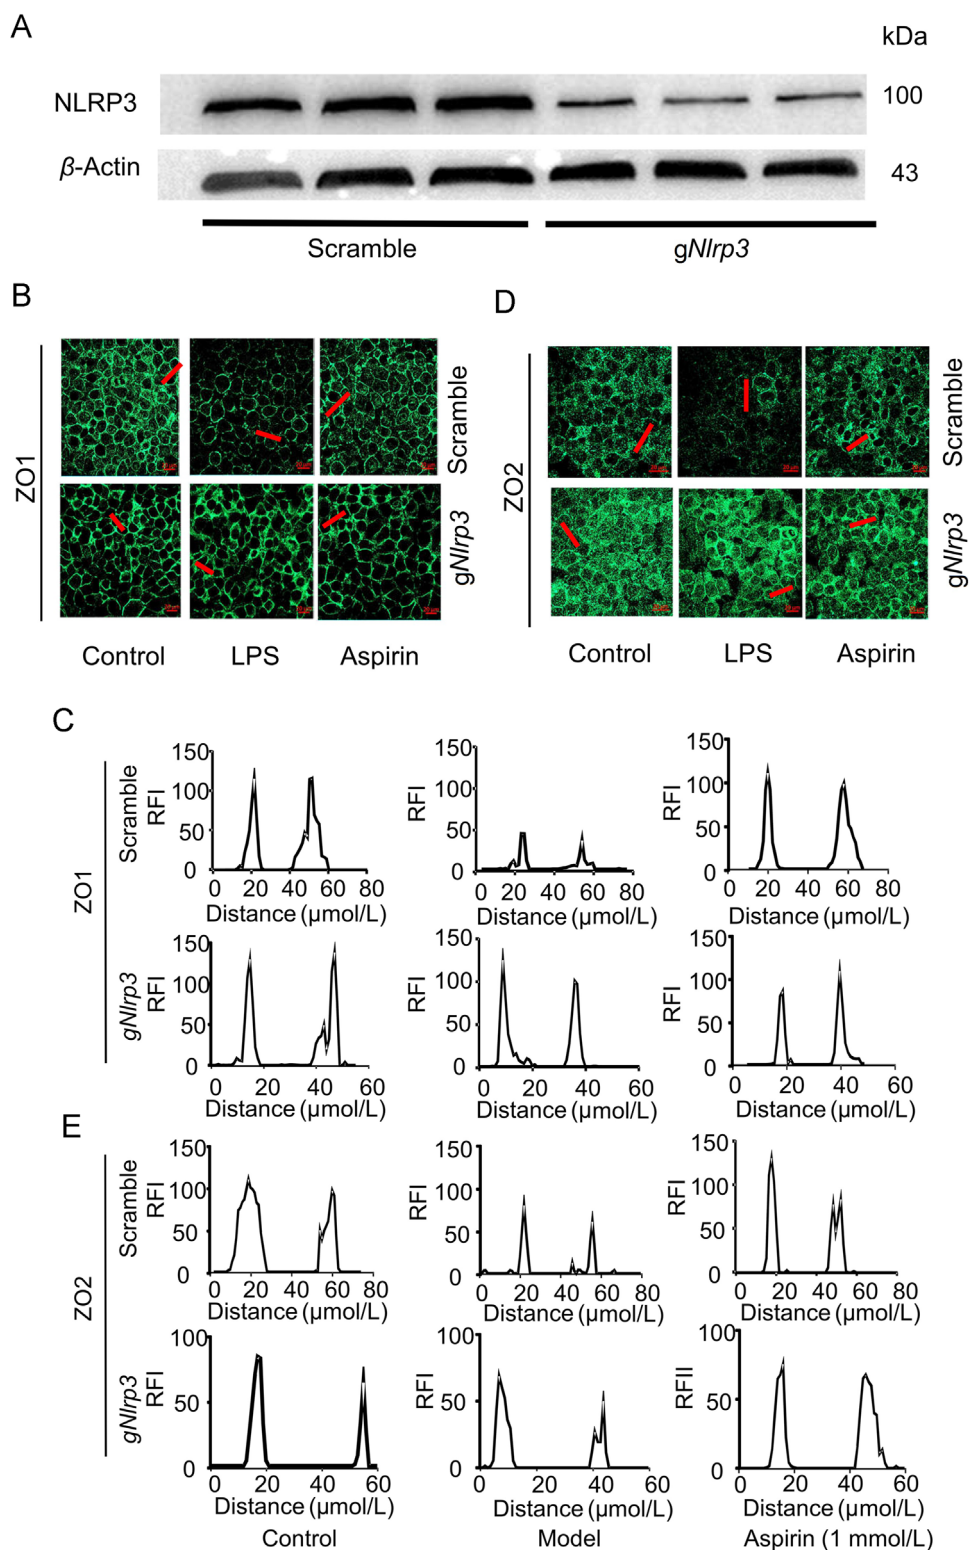 A
kDa
NLRP3
100
β-Actin
43
Scramble
gNlrp3
B
D
ZO1
Scramble
gNlrp3
Control
LPS
Aspirin
ZO2
Scramble
gNlrp3
Control
LPS
Aspirin
C
ZO1
Scramble
RFI
150
100
50
0
0 20 40 60 80
Distance (μmol/L)
RFI
150
100
50
0
0 20 40 60 80
Distance (μmol/L)
RFI
150
100
50
0
0 20 40 60 80
Distance (μmol/L)
gNlrp3
RFI
150
100
50
0
0 20 40 60
Distance (μmol/L)
RFI
150
100
50
0
0 20 40 60
Distance (μmol/L)
RFI
150
100
50
0
0 20 40 60
Distance (μmol/L)
E
ZO2
Scramble
RFI
150
100
50
0
0 20 40 60 80
Distance (μmol/L)
RFI
150
100
50
0
0 20 40 60 80
Distance (μmol/L)
RFI
150
100
50
0
0 20 40 60 80
Distance (μmol/L)
gNlrp3
RFI
100
50
0
0 20 40 60
Distance (μmol/L)
Control
RFI
100
50
0
0 20 40 60
Distance (μmol/L)
Model
RFII
100
50
0
0 20 40 60
Distance (μmol/L)
Aspirin (1 mmol/L)